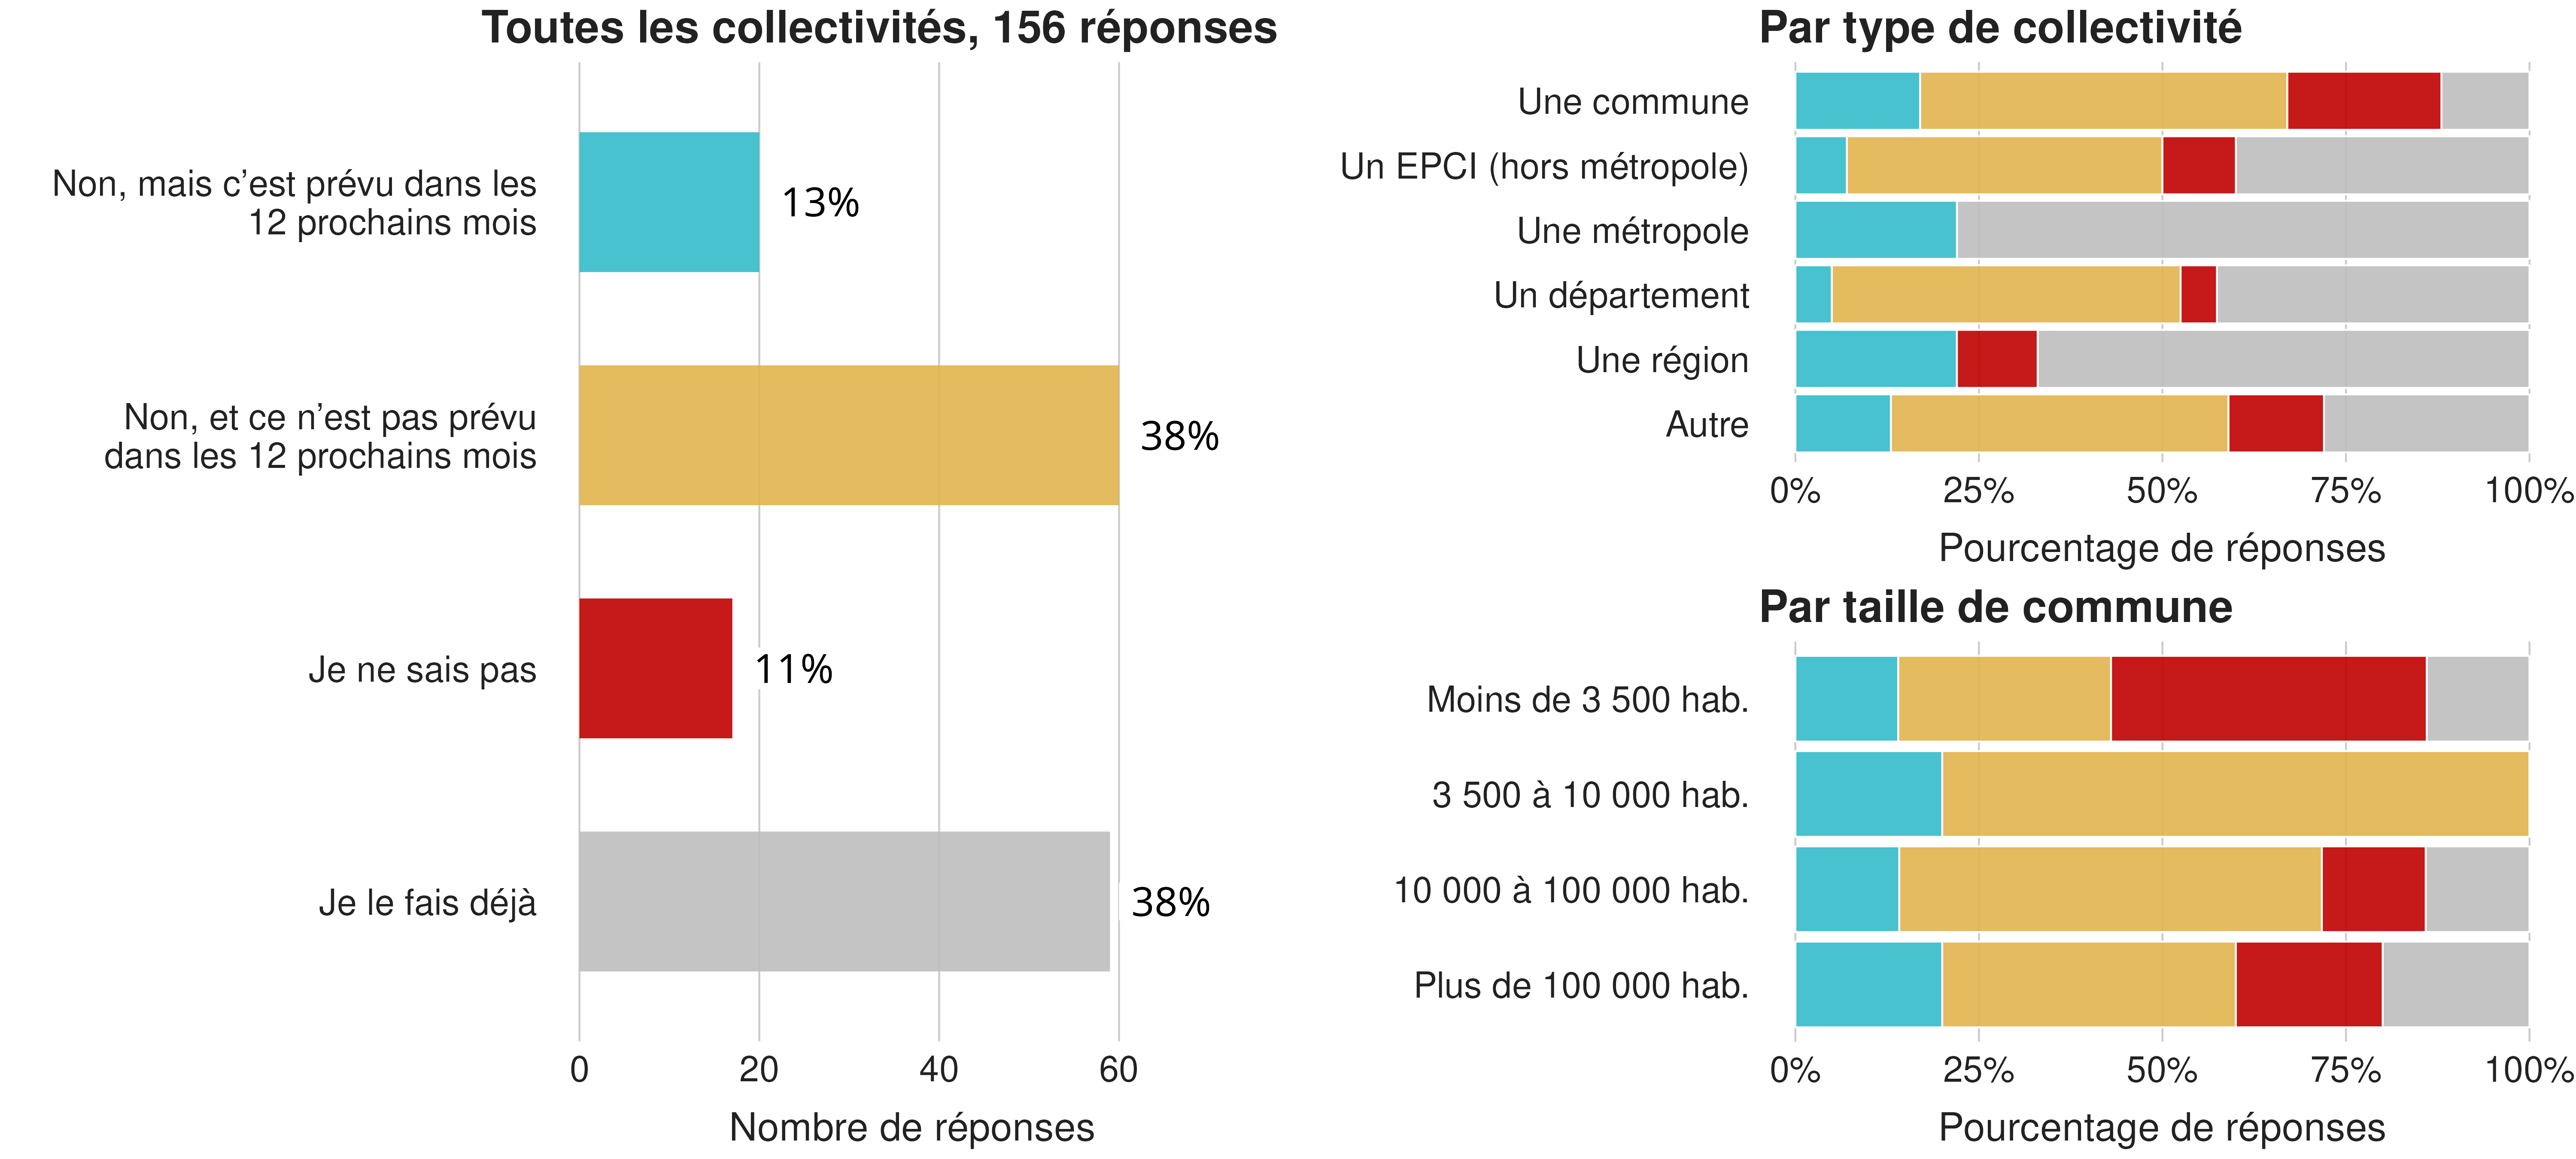 Toutes les collectivités, 156 réponses
Non, mais c’est prévu dans les
12 prochains mois
13%
Non, et ce n’est pas prévu
dans les 12 prochains mois
38%
Je ne sais pas
11%
Je le fais déjà
38%
0 20 40 60
Nombre de réponses
Par type de collectivité
Une commune
Un EPCI (hors métropole)
Une métropole
Un département
Une région
Autre
0% 25% 50% 75% 100%
Pourcentage de réponses
Par taille de commune
Moins de 3 500 hab.
3 500 à 10 000 hab.
10 000 à 100 000 hab.
Plus de 100 000 hab.
0% 25% 50% 75% 100%
Pourcentage de réponses